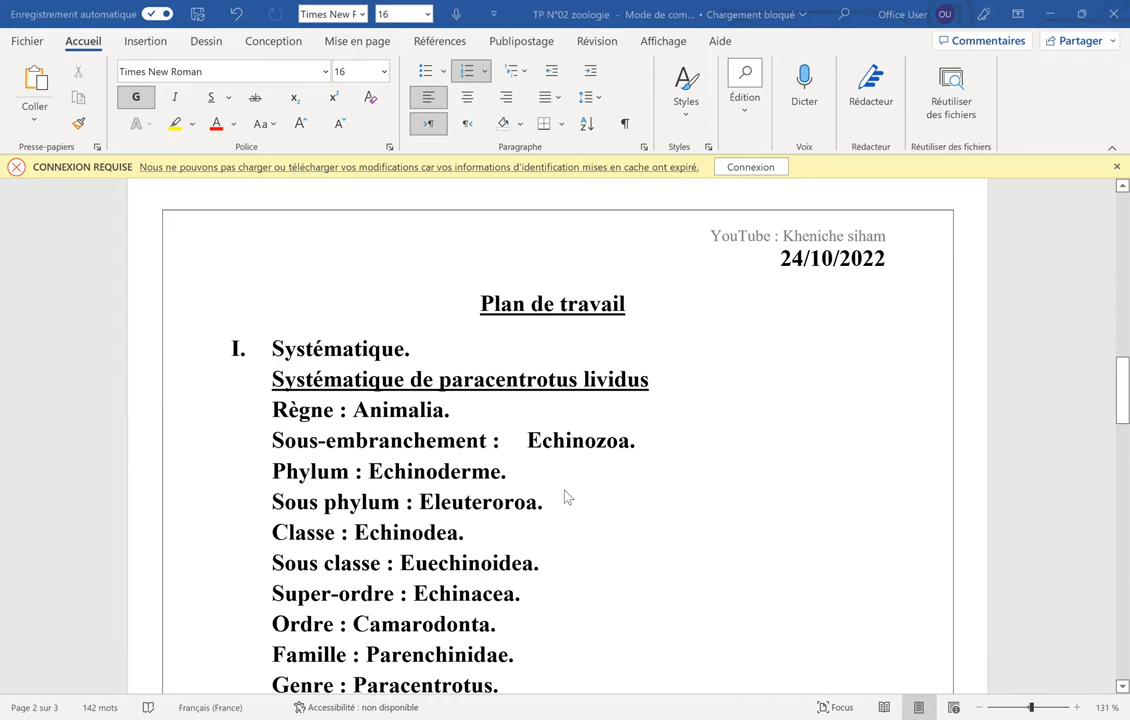 Enregistrement automatique
Times New F
16
TP N°02 zoologie - Mode de com... • Chargement bloqué
Office User
OU
Fichier Accueil Insertion Dessin Conception Mise en page Références Publipostage Révision Affichage Aide
Commentaires
Partager
Times New Roman
16
Coller
G I S ab x₂ x² A
A A Aa A A
Styles
Édition
Dicter
Rédacteur
Réutiliser
des fichiers
Presse-papiers
Police
Paragraphe
Styles
Voix
Rédacteur
Réutiliser des fichiers
CONNEXION REQUISE Nous ne pouvons pas charger ou télécharger vos modifications car vos informations d'identification mises en cache ont expiré. Connexion
YouTube : Kheniche siham
24/10/2022
Plan de travail
I. Systématique.
Systématique de paracentrotus lividus
Règne : Animalia.
Sous-embranchement : Echinozoa.
Phylum : Echinoderme.
Sous phylum : Eleuteroroa.
Classe : Echinodea.
Sous classe : Euechinoidea.
Super-ordre : Echinacea.
Ordre : Camarodonta.
Famille : Parenchinidae.
Genre : Paracentrotus.
Page 2 sur 3
142 mots
Français (France)
Accessibilité : non disponible
Focus
131 %